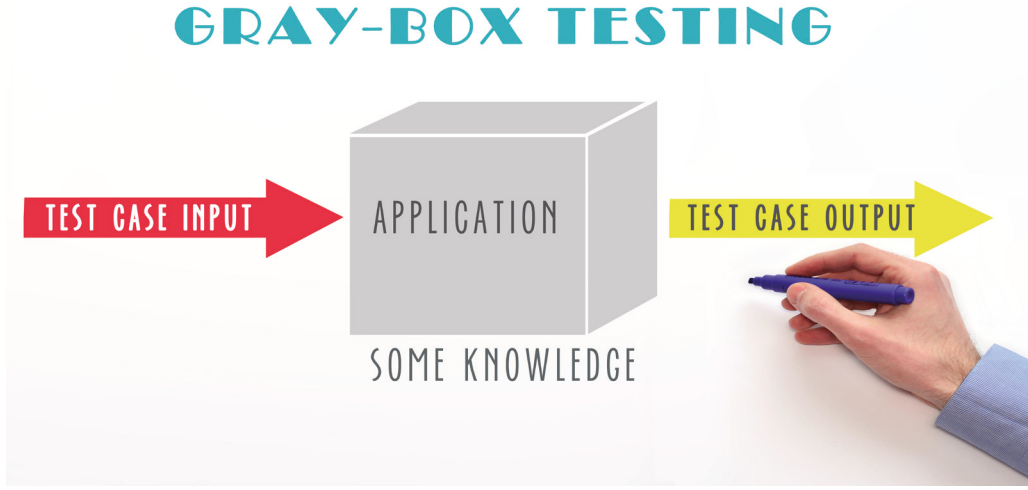 GRAY-BOX TESTING
TEST CASE INPUT
APPLICATION
TEST CASE OUTPUT
SOME KNOWLEDGE